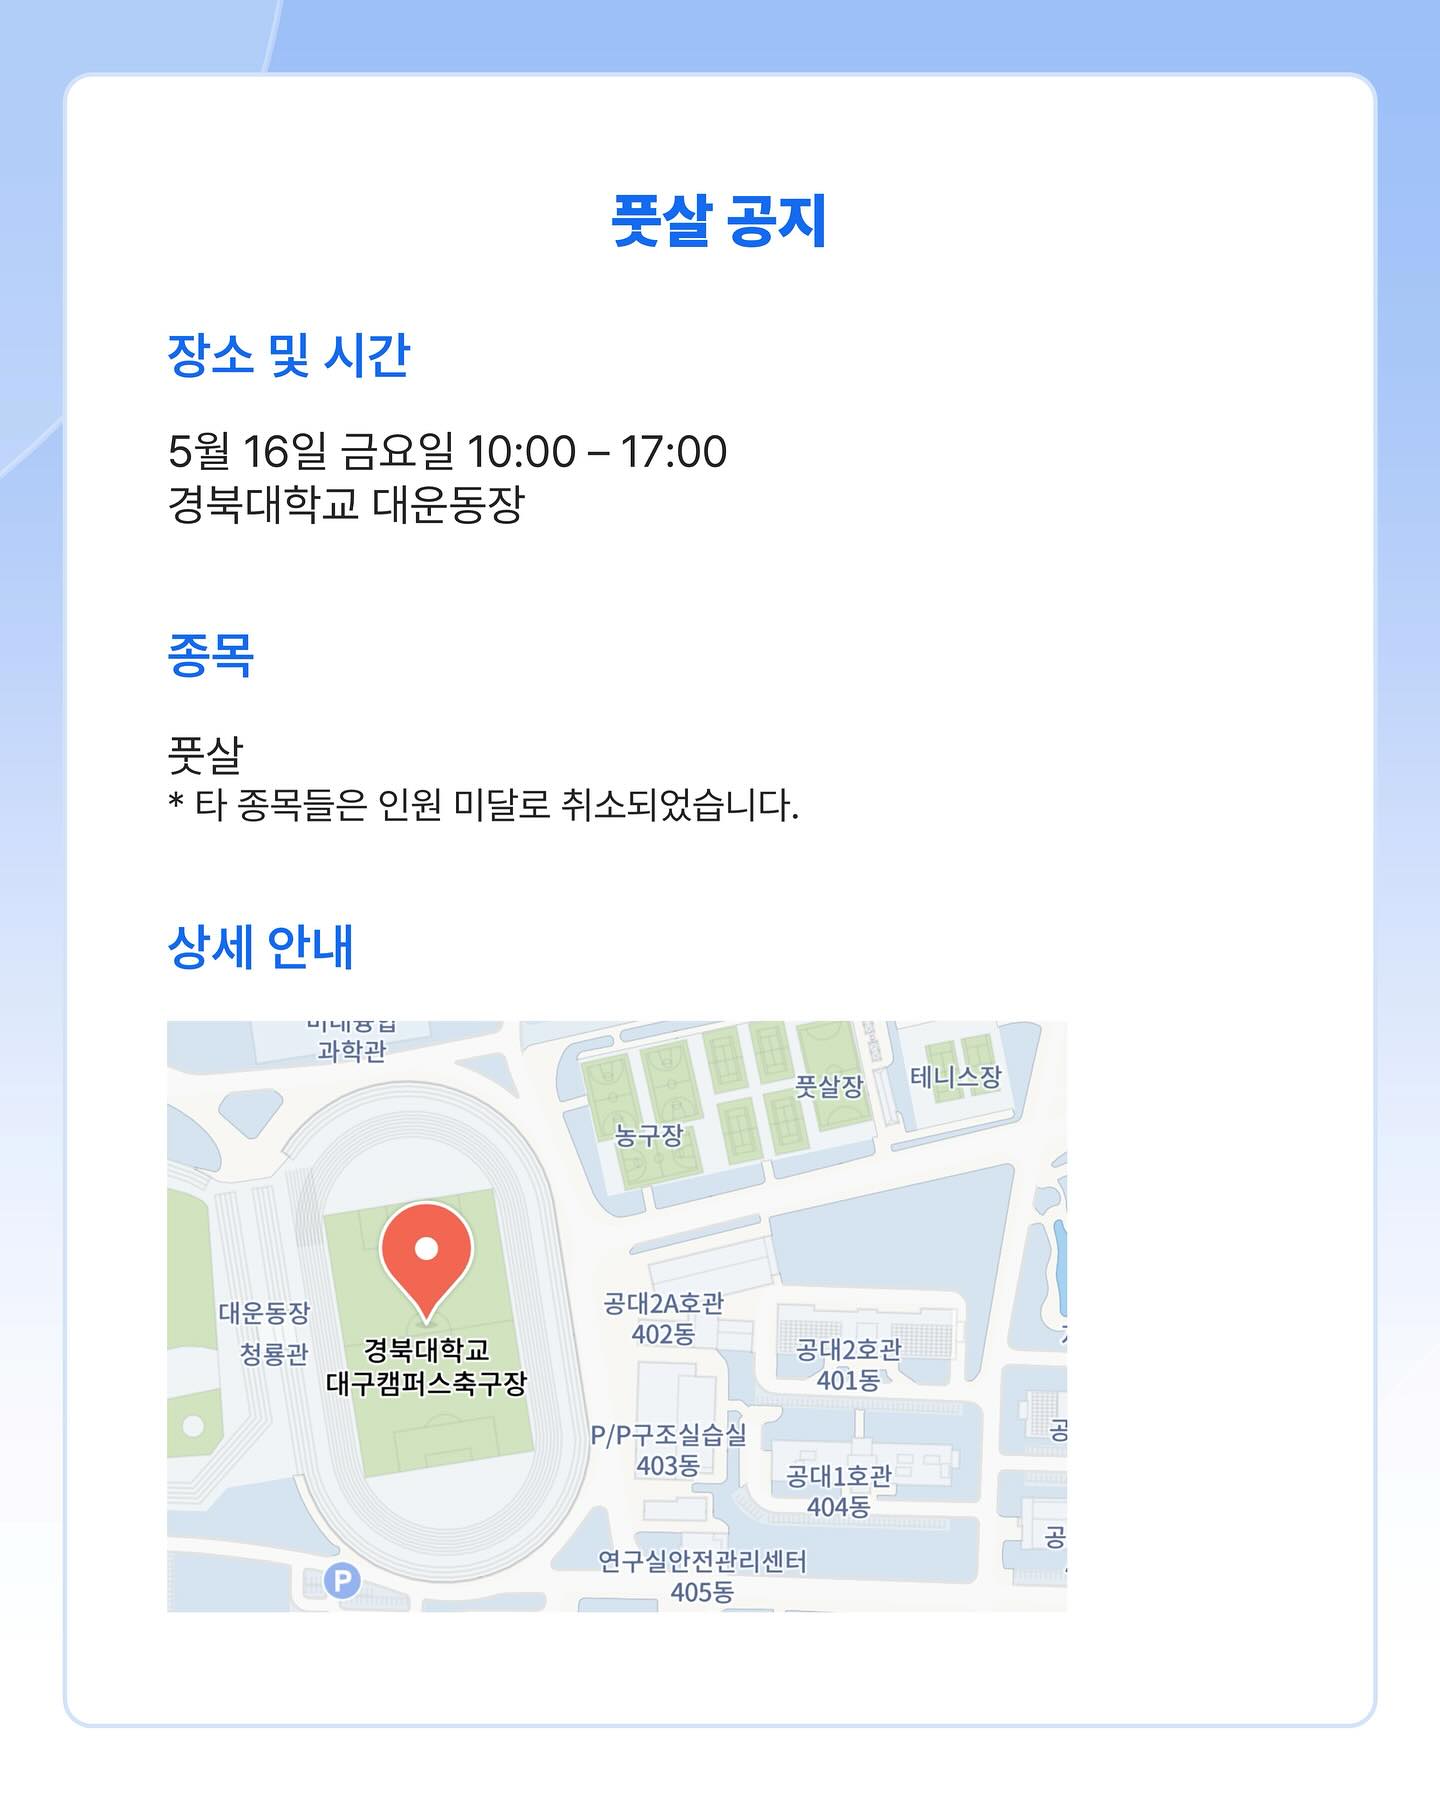 풋살 공지
장소 및 시간
5월 16일 금요일 10:00 – 17:00
경북대학교 대운동장
종목
풋살
* 타 종목들은 인원 미달로 취소되었습니다.
상세 안내
과학관
풋살장
테니스장
농구장
대운동장
청룡관
경북대학교
대구캠퍼스축구장
공대2A호관
402동
공대2호관
401동
P/P구조실습실
403동
공대1호관
404동
공
공
연구실안전관리센터
405동
P